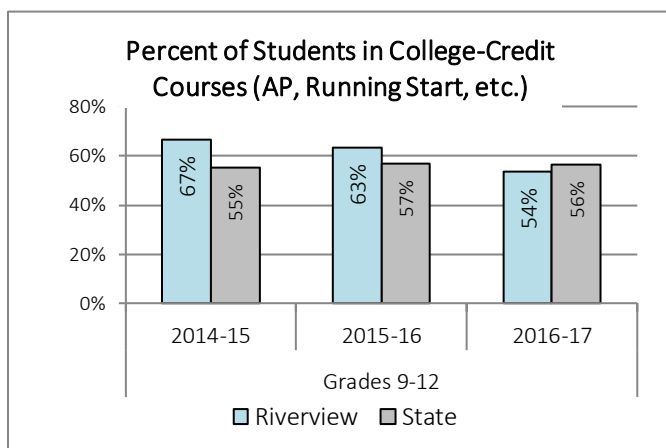 Percent of Students in College-Credit
Courses (AP, Running Start, etc.)
80%
60%
40%
20%
0%
67%
55%
63%
57%
54%
56%
2014-15
2015-16
2016-17
Grades 9-12
Riverview
State